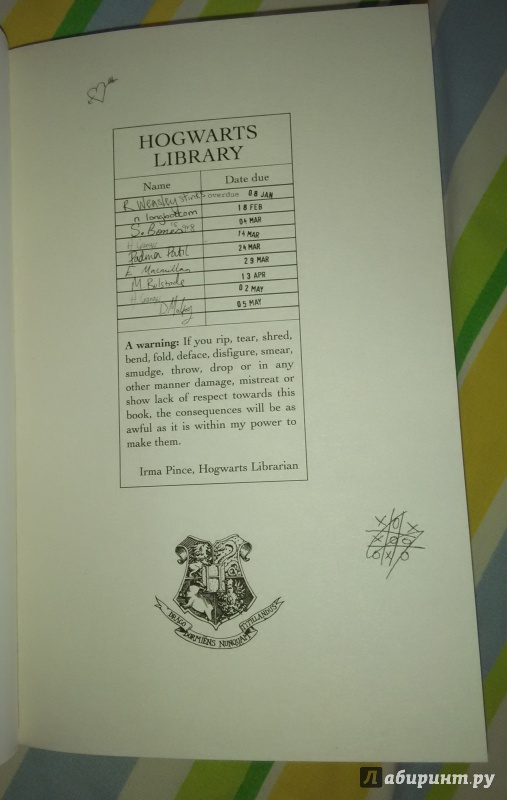 HOGWARTS
LIBRARY
Name Date due
R Weasley = overdue 08 JAN
n longbottom 18 FEB
S. Bones 04 MAR
H Granger 14 MAR
Padma Patil 24 MAR
E Macmillan 29 MAR
M Bulstrode 13 APR
H Granger 02 MAY
D Malfoy 05 MAY
A warning: If you rip, tear, shred,
bend, fold, deface, disfigure, smear,
smudge, throw, drop or in any
other manner damage, mistreat or
show lack of respect towards this
book, the consequences will be as
awful as it is within my power to
make them.
Irma Pince, Hogwarts Librarian
X O X
X O O
O X O
DRACO
DORMIENS NUNQUAM
TITILLANDUS
Лабиринт.ру